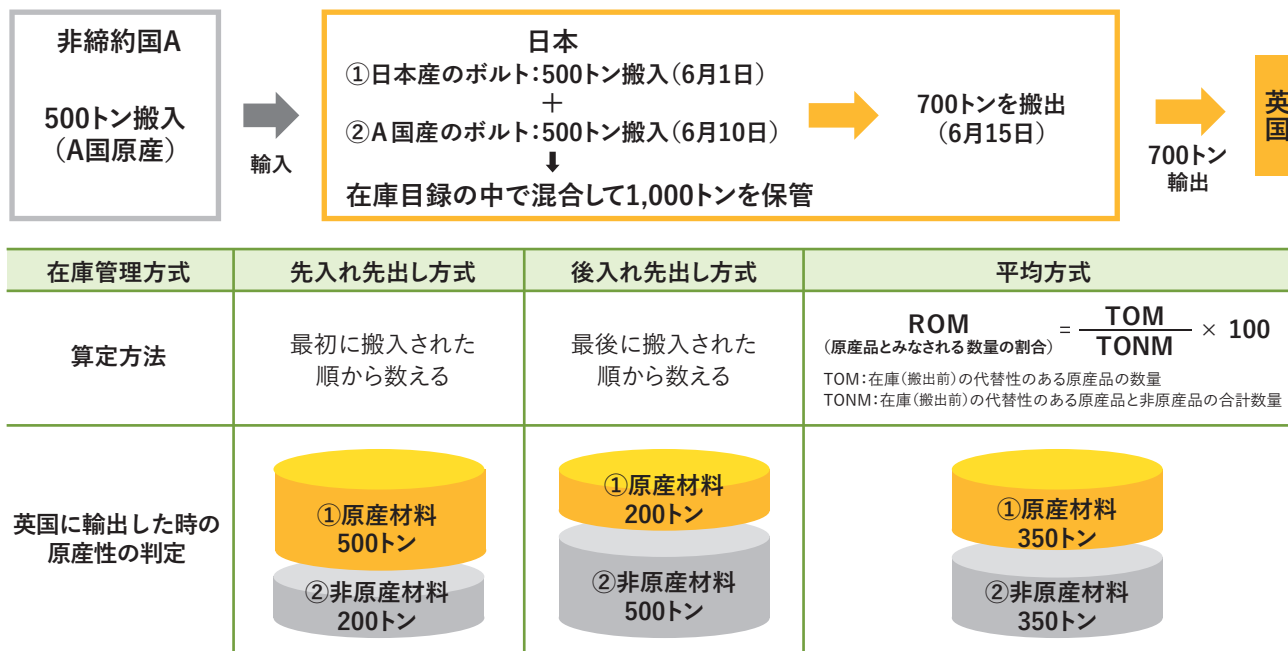 非締約国A
500トン搬入
（A国原産）
輸入
日本
①日本産のボルト：500トン搬入（6月1日）
＋
②A国産のボルト：500トン搬入（6月10日）
在庫目録の中で混合して1,000トンを保管
700トンを搬出
（6月15日）
700トン
輸出
英国
在庫管理方式
先入れ先出し方式
後入れ先出し方式
平均方式
算定方法
最初に搬入された
順から数える
最後に搬入された
順から数える
ROM
（原産品とみなされる数量の割合）
=
TOM
TONM
× 100
TOM：在庫（搬出前）の代替性のある原産品の数量
TONM：在庫（搬出前）の代替性のある原産品と非原産品の合計数量
英国に輸出した時の
原産性の判定
①原産材料
500トン
②非原産材料
200トン
①原産材料
200トン
②非原産材料
500トン
①原産材料
350トン
②非原産材料
350トン